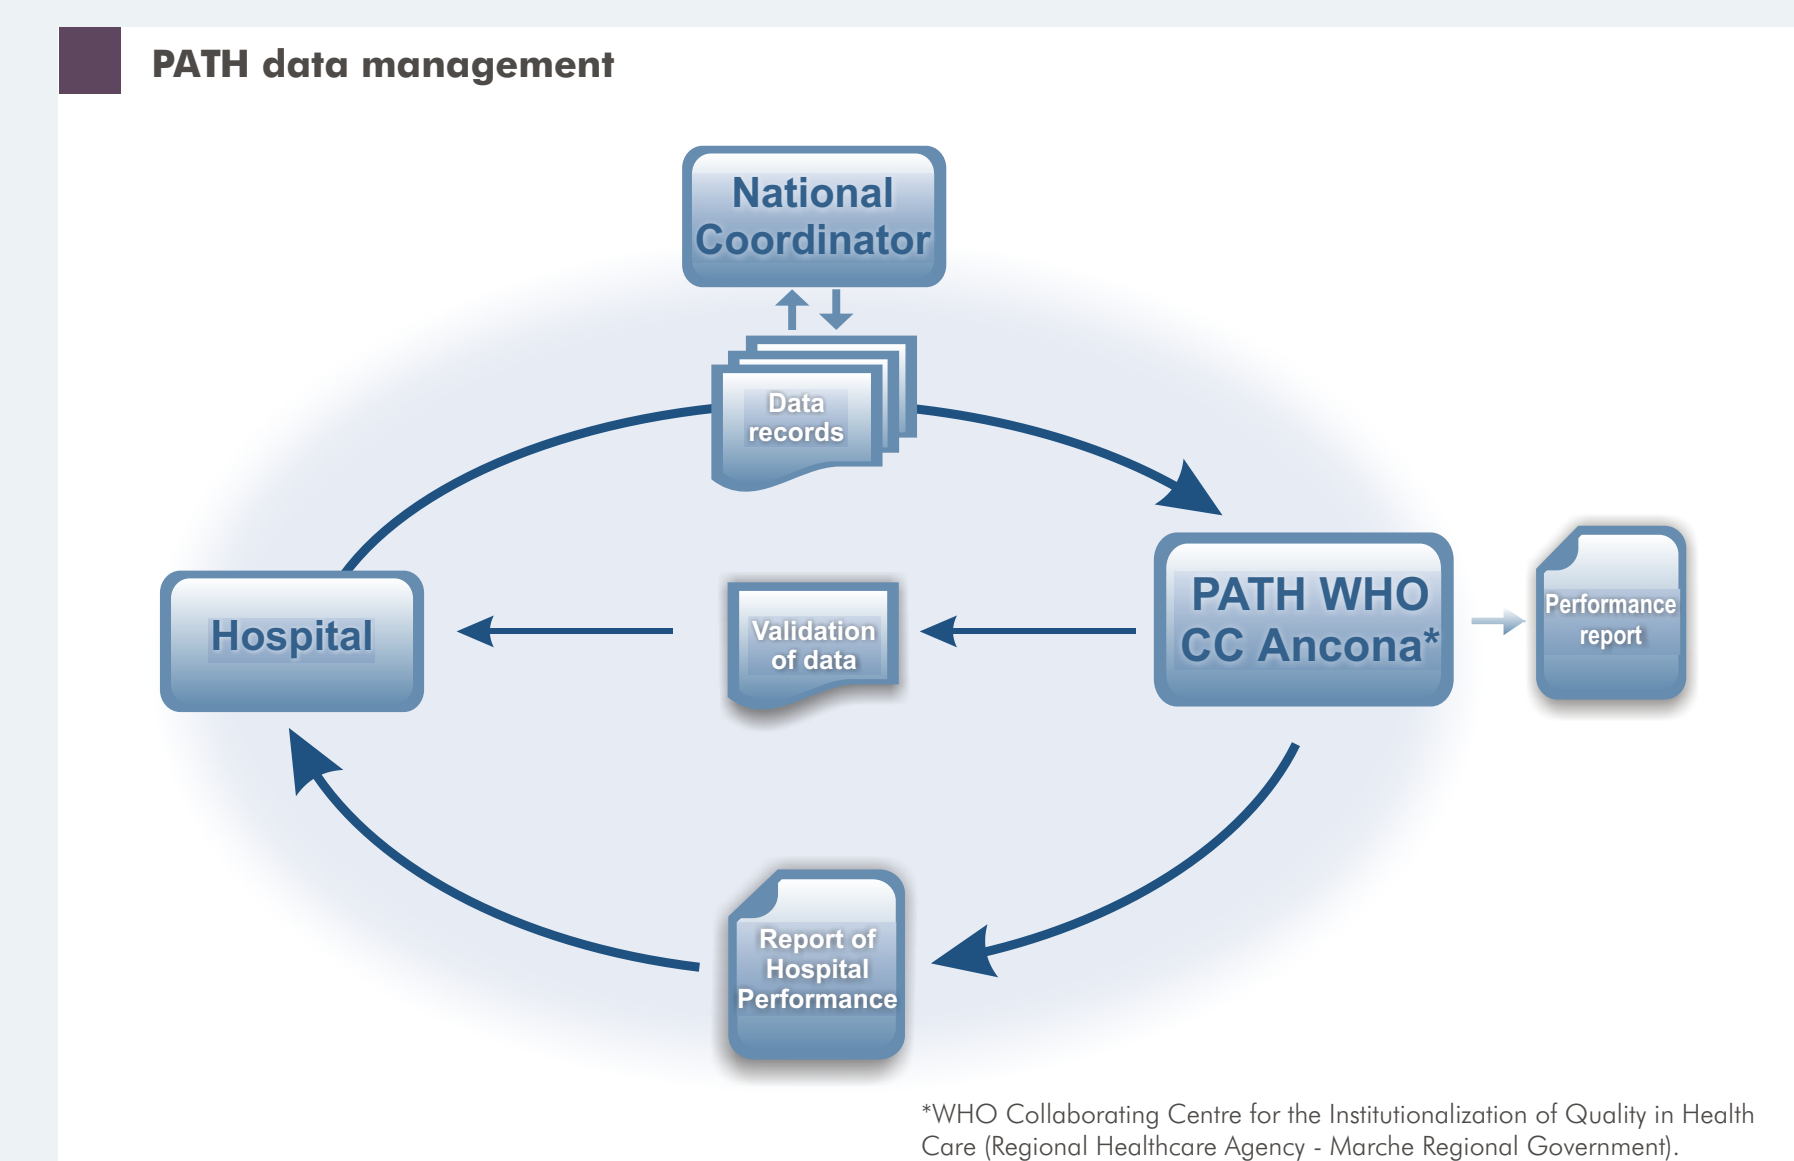 PATH data management
National
Coordinator
Data
records
Hospital
Validation
of data
PATH WHO
CC Ancona*
Performance
report
Report of
Hospital
Performance
*WHO Collaborating Centre for the Institutionalization of Quality in Health
Care (Regional Healthcare Agency - Marche Regional Government).